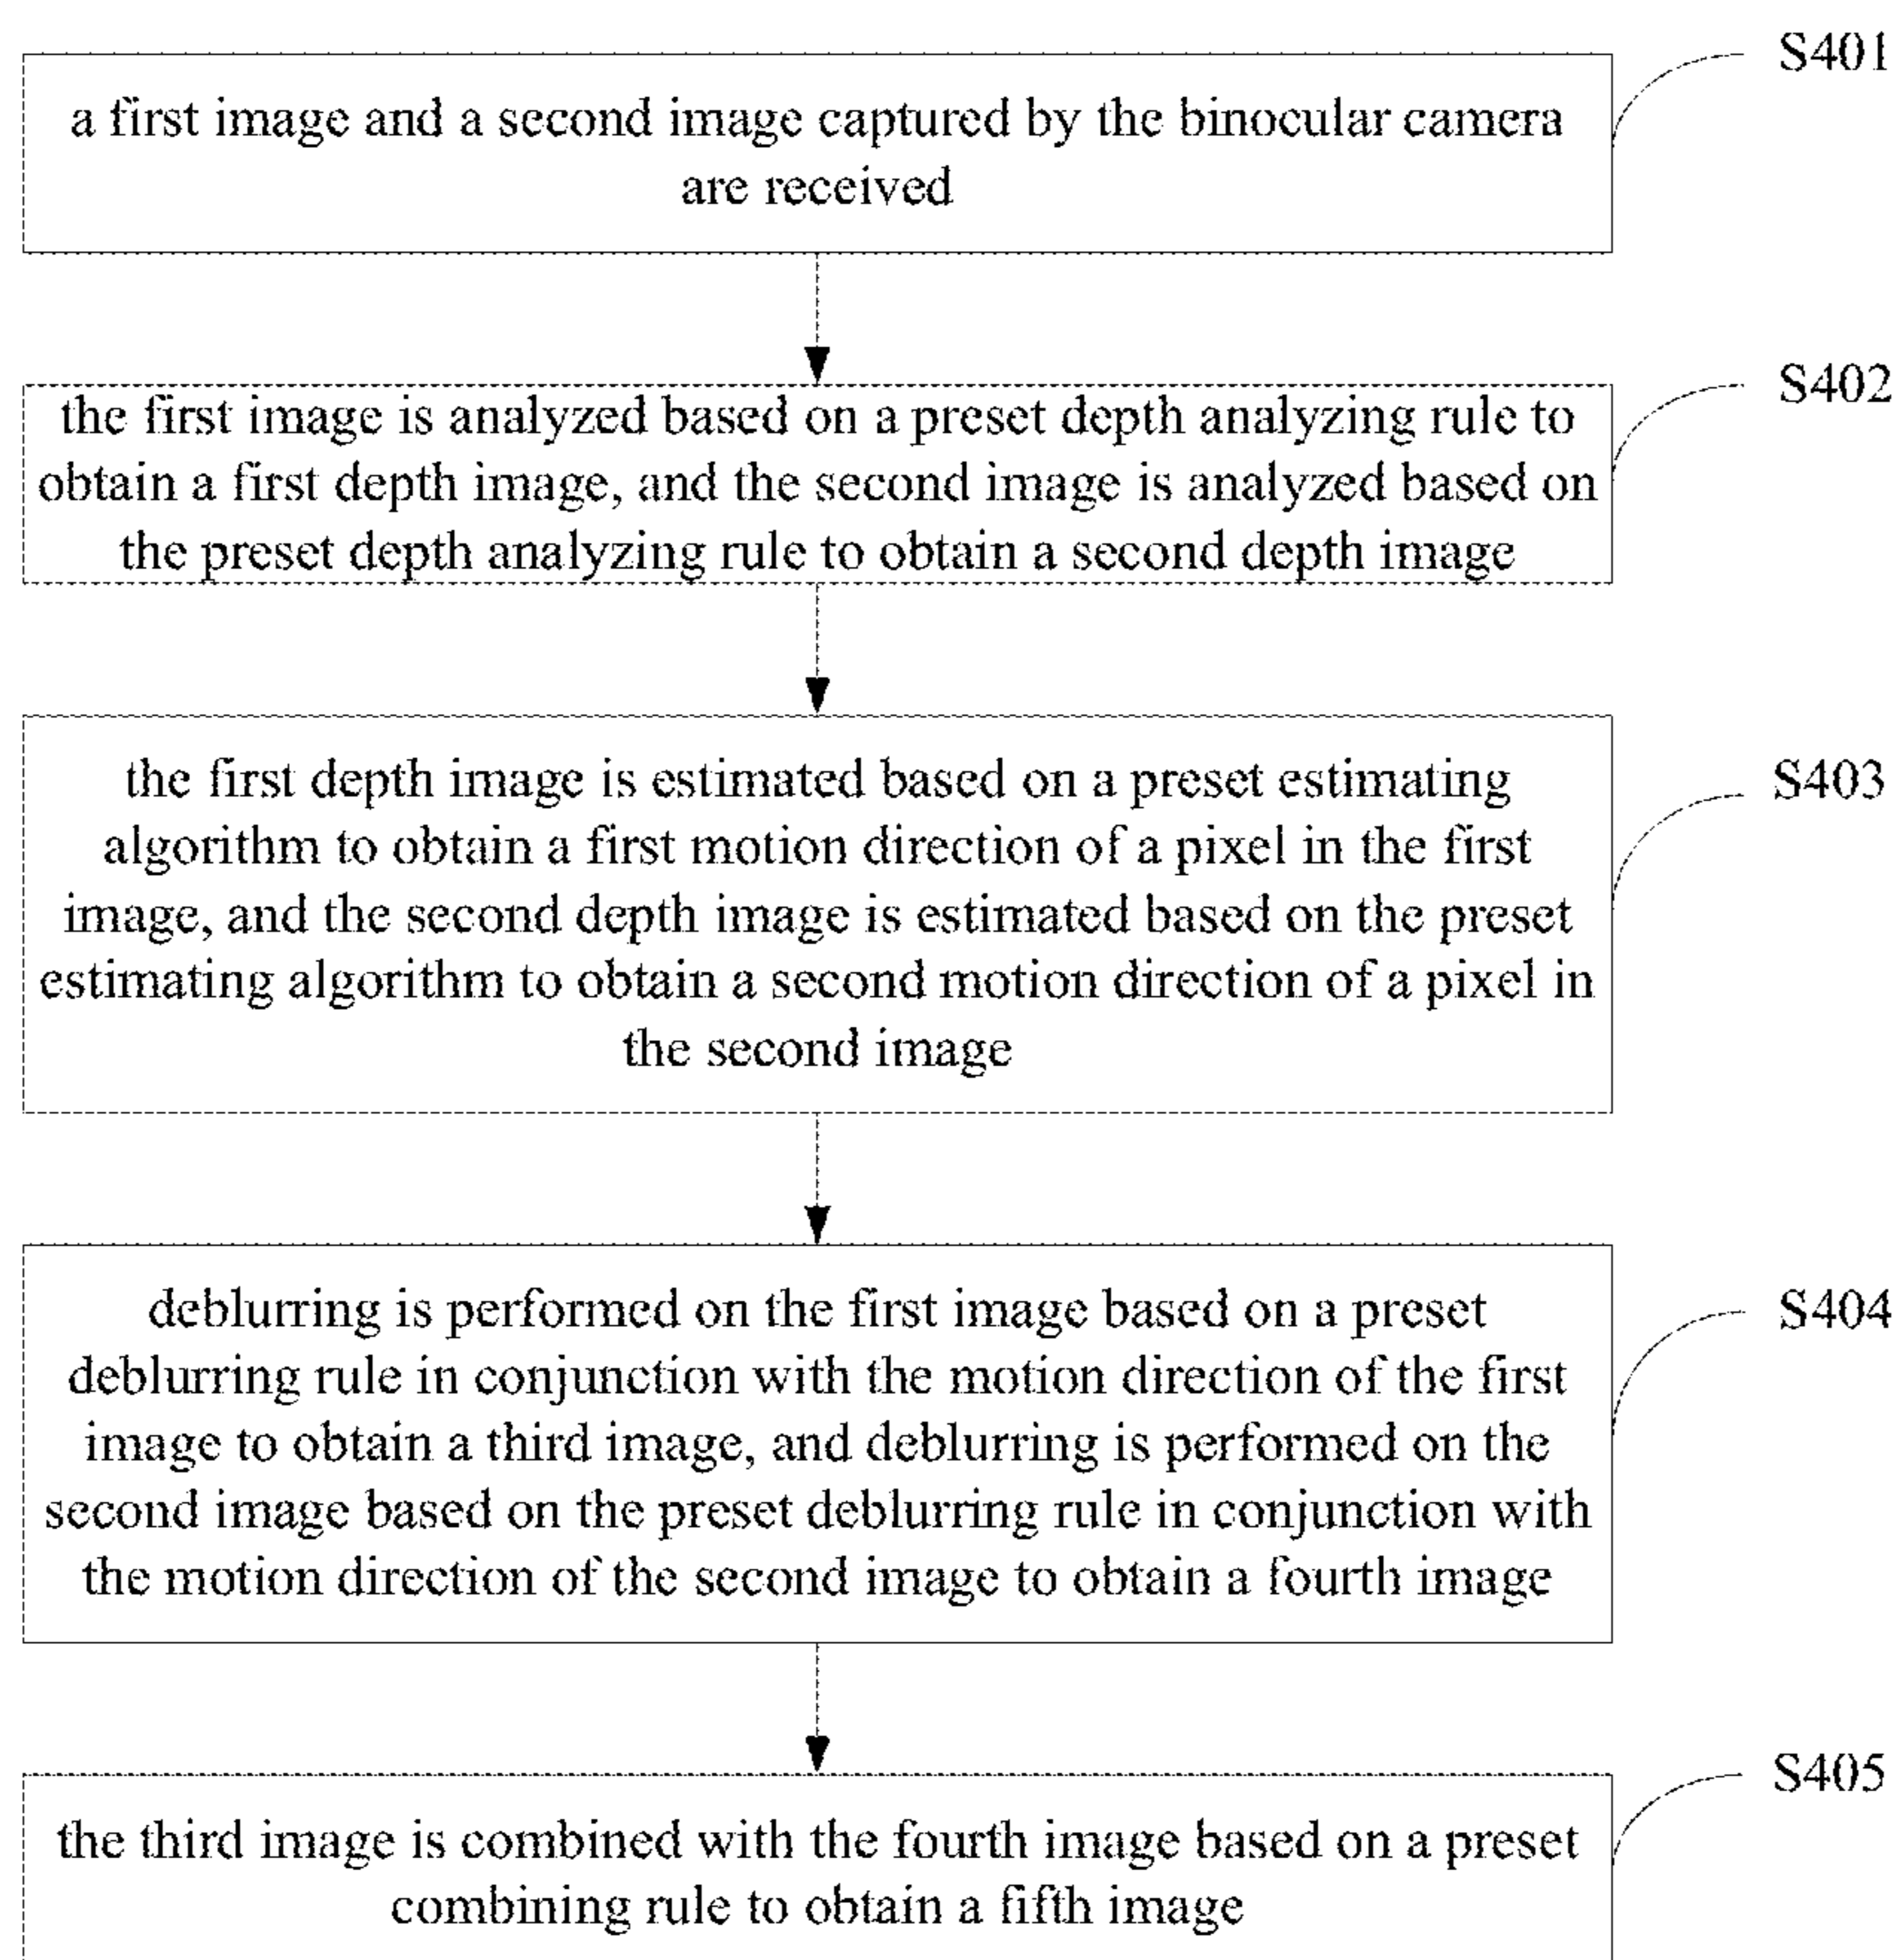 S401
a first image and a second image captured by the binocular camera
are received
S402
the first image is analyzed based on a preset depth analyzing rule to
obtain a first depth image, and the second image is analyzed based on
the preset depth analyzing rule to obtain a second depth image
S403
the first depth image is estimated based on a preset estimating
algorithm to obtain a first motion direction of a pixel in the first
image, and the second depth image is estimated based on the preset
estimating algorithm to obtain a second motion direction of a pixel in
the second image
S404
deblurring is performed on the first image based on a preset
deblurring rule in conjunction with the motion direction of the first
image to obtain a third image, and deblurring is performed on the
second image based on the preset deblurring rule in conjunction with
the motion direction of the second image to obtain a fourth image
S405
the third image is combined with the fourth image based on a preset
combining rule to obtain a fifth image